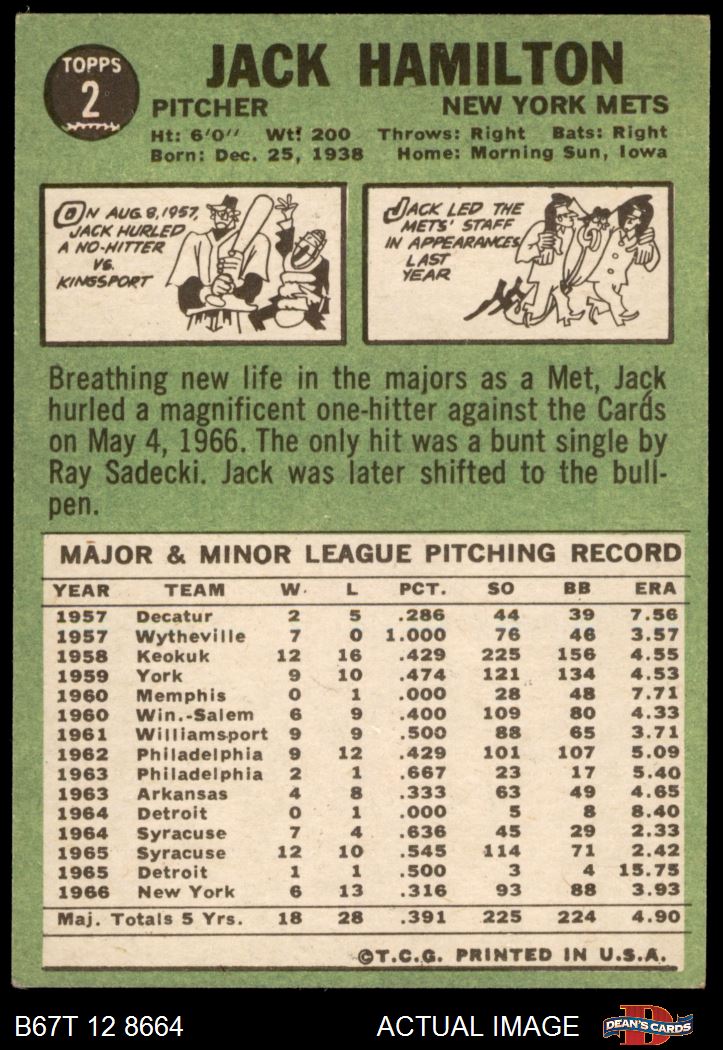 TOPPS
2
JACK HAMILTON
PITCHER NEW YORK METS
Ht: 6'0" Wt: 200 Throws: Right Bats: Right
Born: Dec. 25, 1938 Home: Morning Sun, Iowa
ON AUG. 8, 1957,
JACK HURLED
A NO-HITTER
VS.
KINGSPORT
JACK LED THE
METS' STAFF
IN APPEARANCES
LAST
YEAR
Breathing new life in the majors as a Met, Jack
hurled a magnificent one-hitter against the Cards
on May 4, 1966. The only hit was a bunt single by
Ray Sadecki. Jack was later shifted to the bull-
pen.
MAJOR & MINOR LEAGUE PITCHING RECORD
YEAR TEAM W. L PCT. SO BB ERA
1957 Decatur 2 5 .286 44 39 7.56
1957 Wytheville 7 0 1.000 76 46 3.57
1958 Keokuk 12 16 .429 225 156 4.55
1959 York 9 10 .474 121 134 4.53
1960 Memphis 0 1 .000 28 48 7.71
1960 Win.-Salem 6 9 .400 109 80 4.33
1961 Williamsport 9 9 .500 88 65 3.71
1962 Philadelphia 9 12 .429 101 107 5.09
1963 Philadelphia 2 1 .667 23 17 5.40
1963 Arkansas 4 8 .333 63 49 4.65
1964 Detroit 0 1 .000 5 8 8.40
1964 Syracuse 7 4 .636 45 29 2.33
1965 Syracuse 12 10 .545 114 71 2.42
1965 Detroit 1 1 .500 3 4 15.75
1966 New York 6 13 .316 93 88 3.93
Maj. Totals 5 Yrs. 18 28 .391 225 224 4.90
©T.C.G. PRINTED IN U.S.A.
B67T 12 8664 ACTUAL IMAGE DEAN'S CARDS